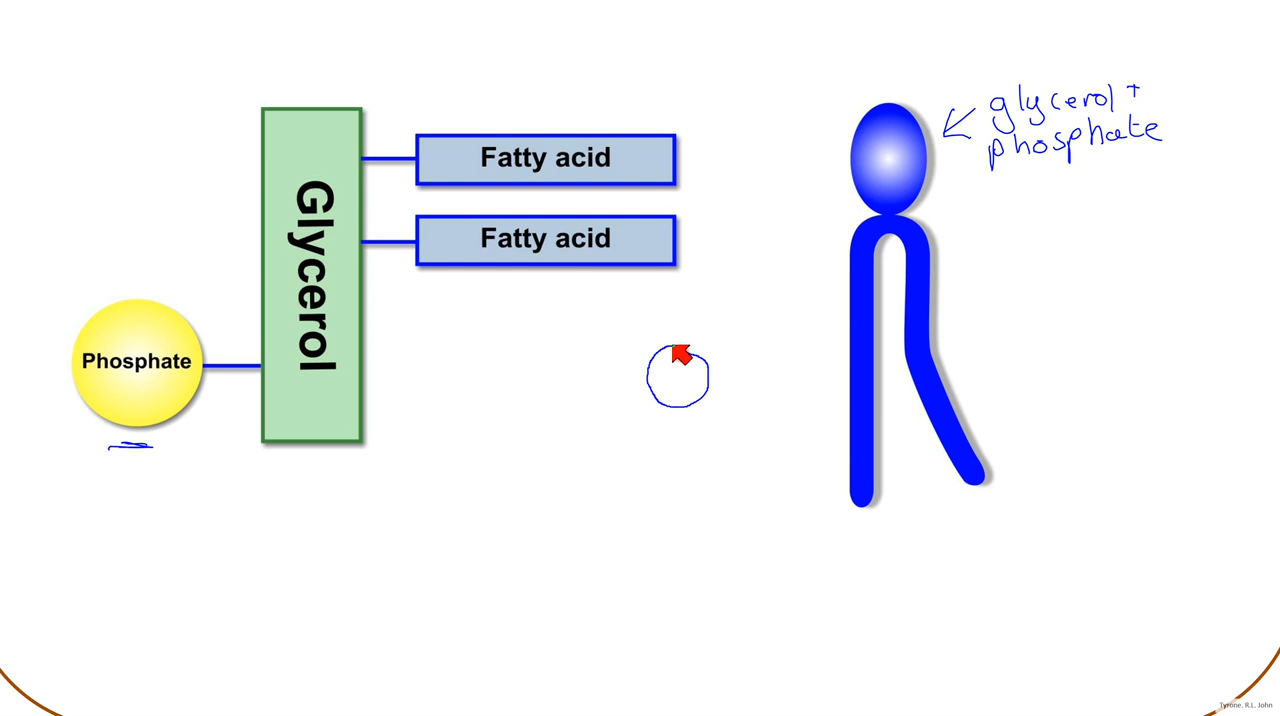 Glycerol
Fatty acid
Fatty acid
Phosphate
glycerol +
phosphate
Tyrone. R.L. John